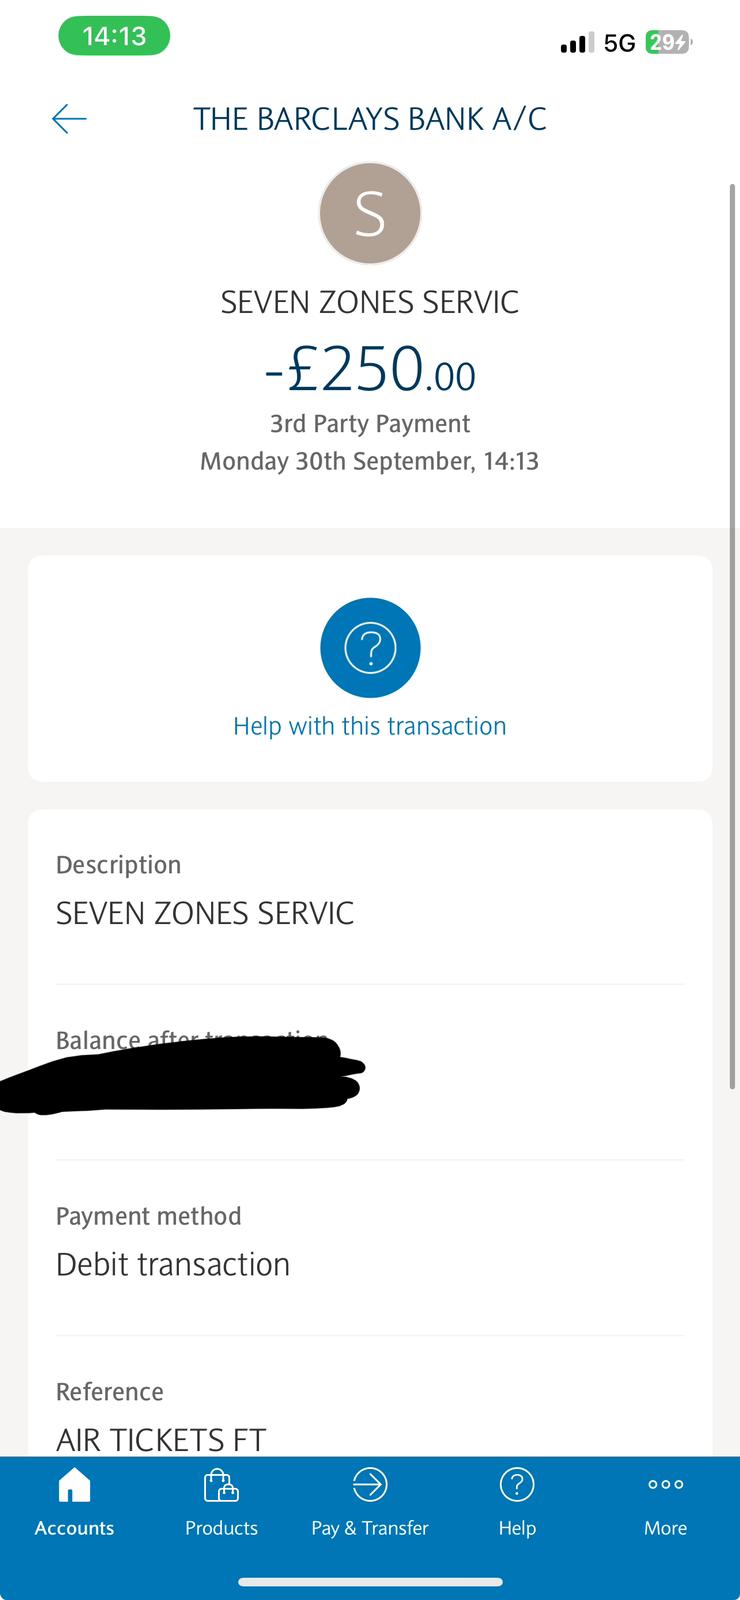 14:13
5G 29
THE BARCLAYS BANK A/C
S
SEVEN ZONES SERVIC
-£250.00
3rd Party Payment
Monday 30th September, 14:13
?
Help with this transaction
Description
SEVEN ZONES SERVIC
Balance after transaction
Payment method
Debit transaction
Reference
AIR TICKETS FT
Accounts Products Pay & Transfer Help More